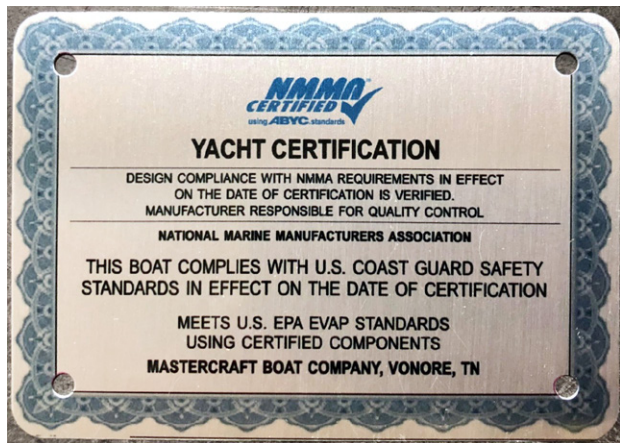 NMMA
CERTIFIED
using ABYC standards
YACHT CERTIFICATION
DESIGN COMPLIANCE WITH NMMA REQUIREMENTS IN EFFECT
ON THE DATE OF CERTIFICATION IS VERIFIED.
MANUFACTURER RESPONSIBLE FOR QUALITY CONTROL
NATIONAL MARINE MANUFACTURERS ASSOCIATION
THIS BOAT COMPLIES WITH U.S. COAST GUARD SAFETY
STANDARDS IN EFFECT ON THE DATE OF CERTIFICATION
MEETS U.S. EPA EVAP STANDARDS
USING CERTIFIED COMPONENTS
MASTERCRAFT BOAT COMPANY, VONORE, TN